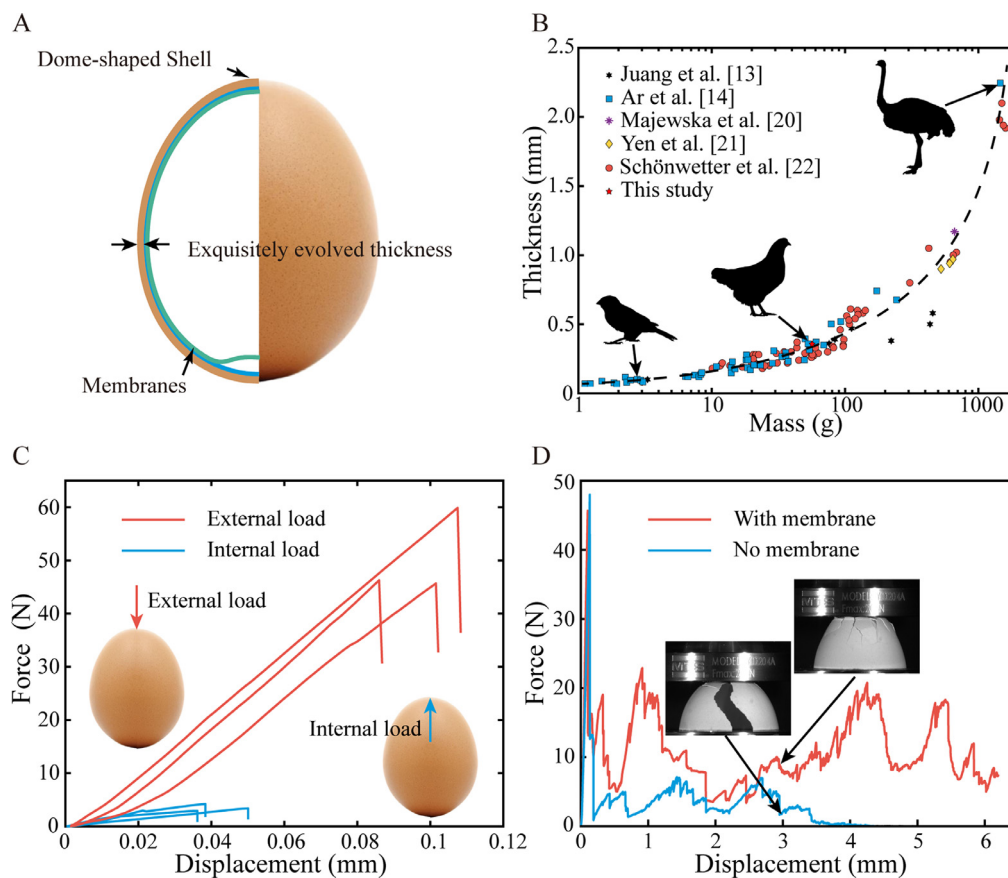 A
Dome-shaped Shell
Exquisitely evolved thickness
Membranes
B
2.5
2.0
1.5
1.0
0.5
0
Thickness (mm)
Juang et al. [13]
Ar et al. [14]
Majewska et al. [20]
Yen et al. [21]
Schönwetter et al. [22]
This study
1 10 100 1000
Mass (g)
C
60
50
40
30
20
10
0
Force (N)
External load
Internal load
External load
Internal load
0 0.02 0.04 0.06 0.08 0.1 0.12
Displacement (mm)
D
50
40
30
20
10
0
Force (N)
With membrane
No membrane
MTS
MODEL
MTS
MODEL
0 1 2 3 4 5 6
Displacement (mm)